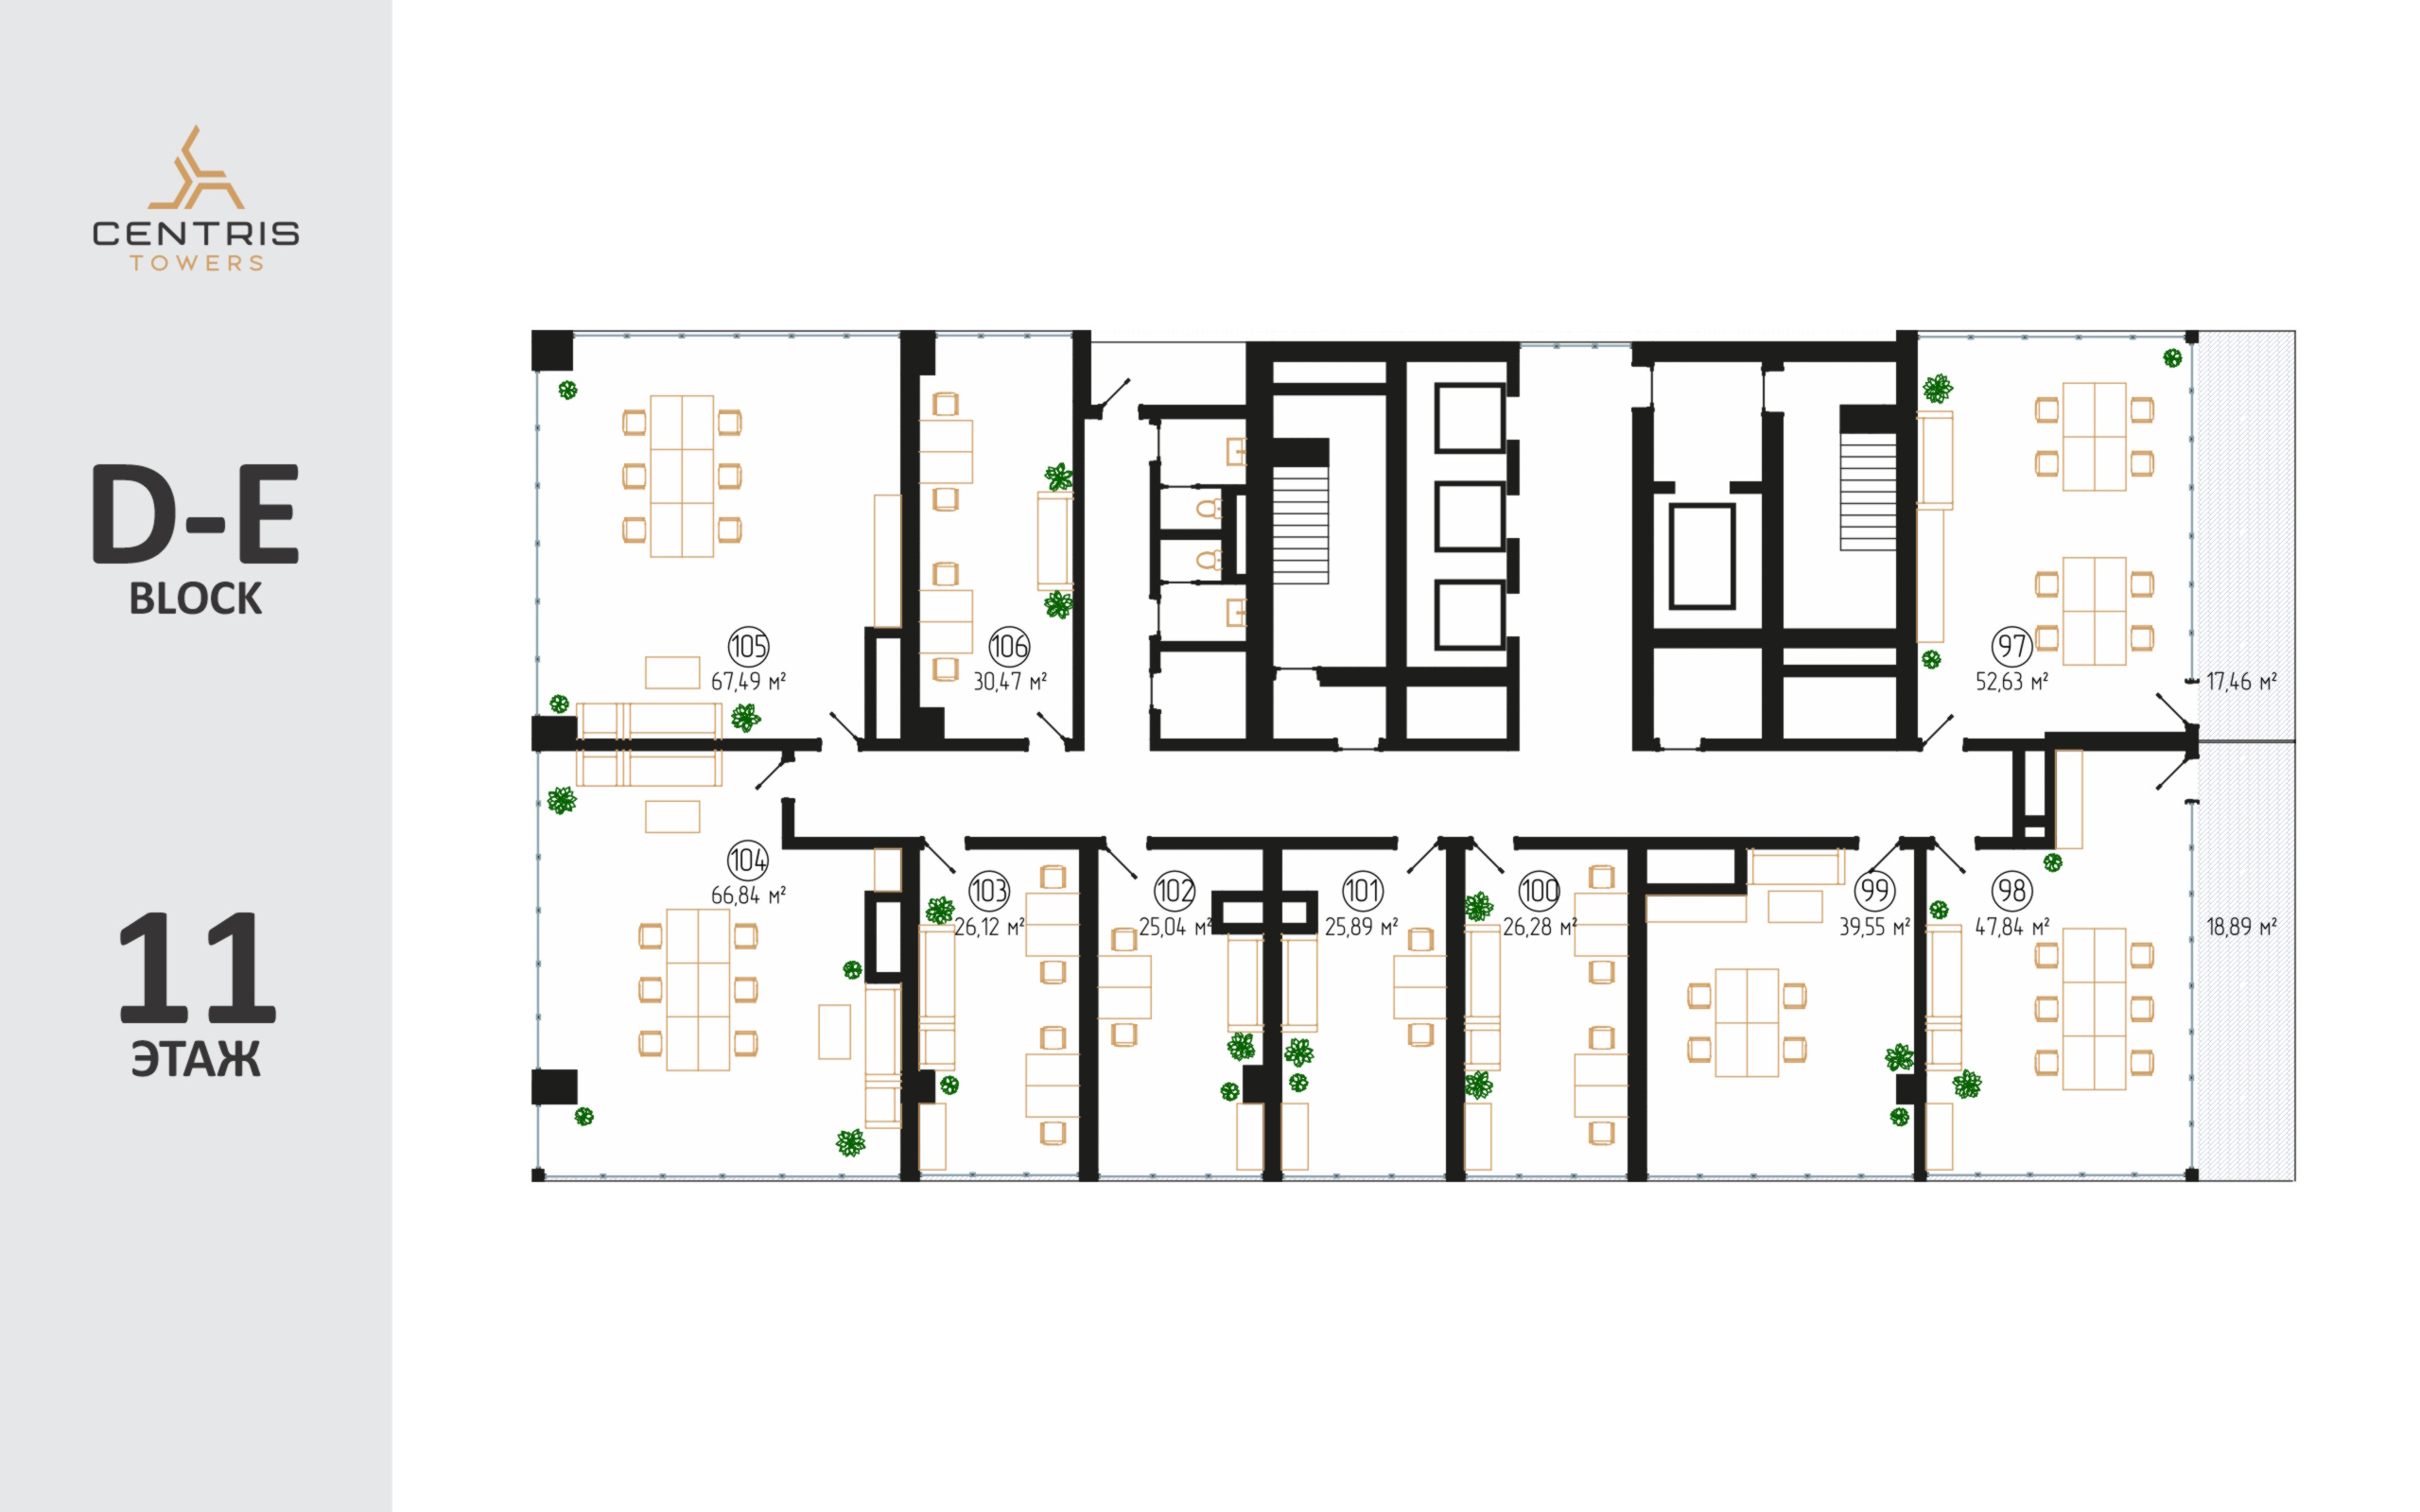 CENTRIS
TOWERS
D-E
BLOCK
11
ЭТАЖ
105
67,49 м²
106
30,47 м²
97
52,63 м²
17,46 м²
104
66,84 м²
103
26,12 м²
102
25,04 м²
101
25,89 м²
100
26,28 м²
99
39,55 м²
98
47,84 м²
18,89 м²